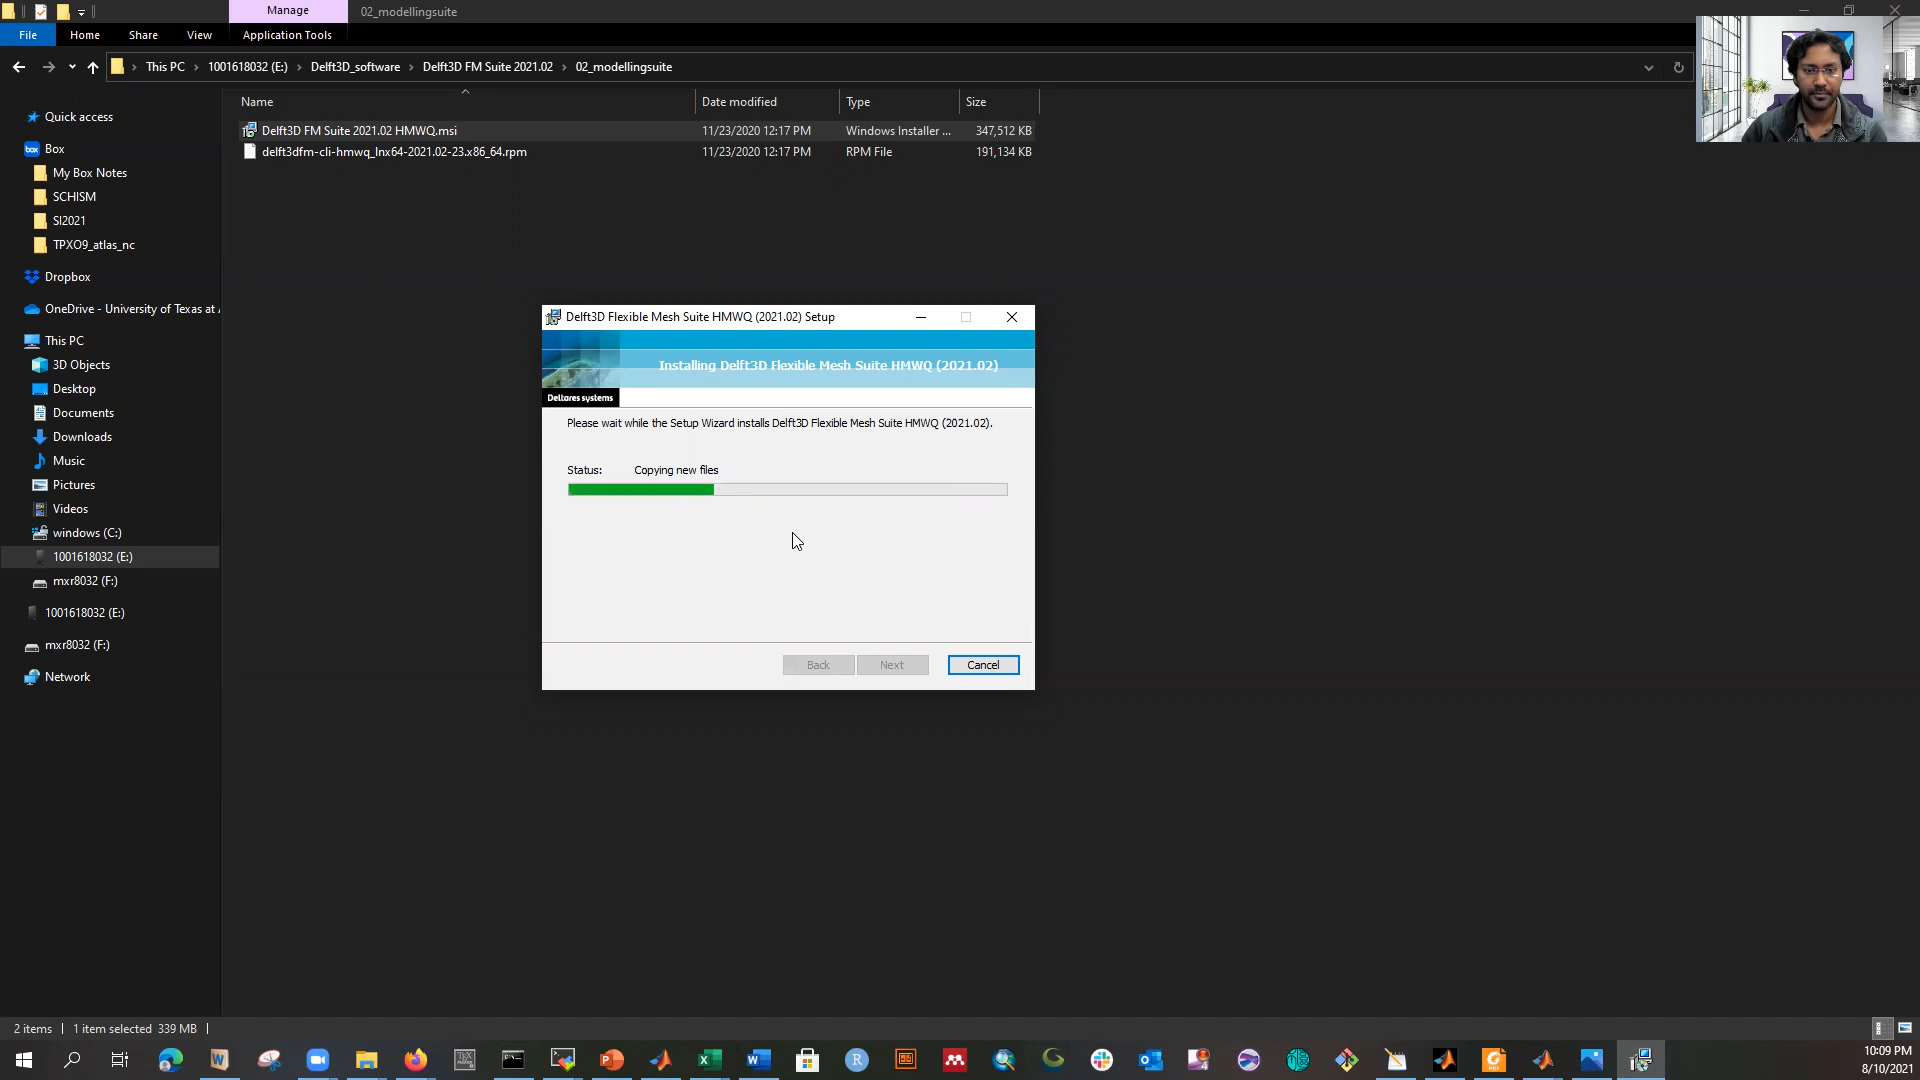 Manage
02_modellingsuite
File
Home
Share
View
Application Tools
This PC
1001618032 (E:)
Delft3D_software
Delft3D FM Suite 2021.02
02_modellingsuite
Name
Date modified
Type
Size
Delft3D FM Suite 2021.02 HMWQ.msi
11/23/2020 12:17 PM
Windows Installer ...
347,512 KB
delft3dfm-cli-hmwq_lnx64-2021.02-23.x86_64.rpm
11/23/2020 12:17 PM
RPM File
191,134 KB
Quick access
box
Box
My Box Notes
SCHISM
SI2021
TPXO9_atlas_nc
Dropbox
OneDrive - University of Texas at
This PC
3D Objects
Desktop
Documents
Downloads
Music
Pictures
Videos
windows (C:)
1001618032 (E:)
mxr8032 (F:)
1001618032 (E:)
mxr8032 (F:)
Network
Delft3D Flexible Mesh Suite HMWQ (2021.02) Setup
Installing Delft3D Flexible Mesh Suite HMWQ (2021.02)
Deltares systems
Please wait while the Setup Wizard installs Delft3D Flexible Mesh Suite HMWQ (2021.02).
Status:
Copying new files
Back
Next
Cancel
2 items
1 item selected 339 MB
10:09 PM
8/10/2021